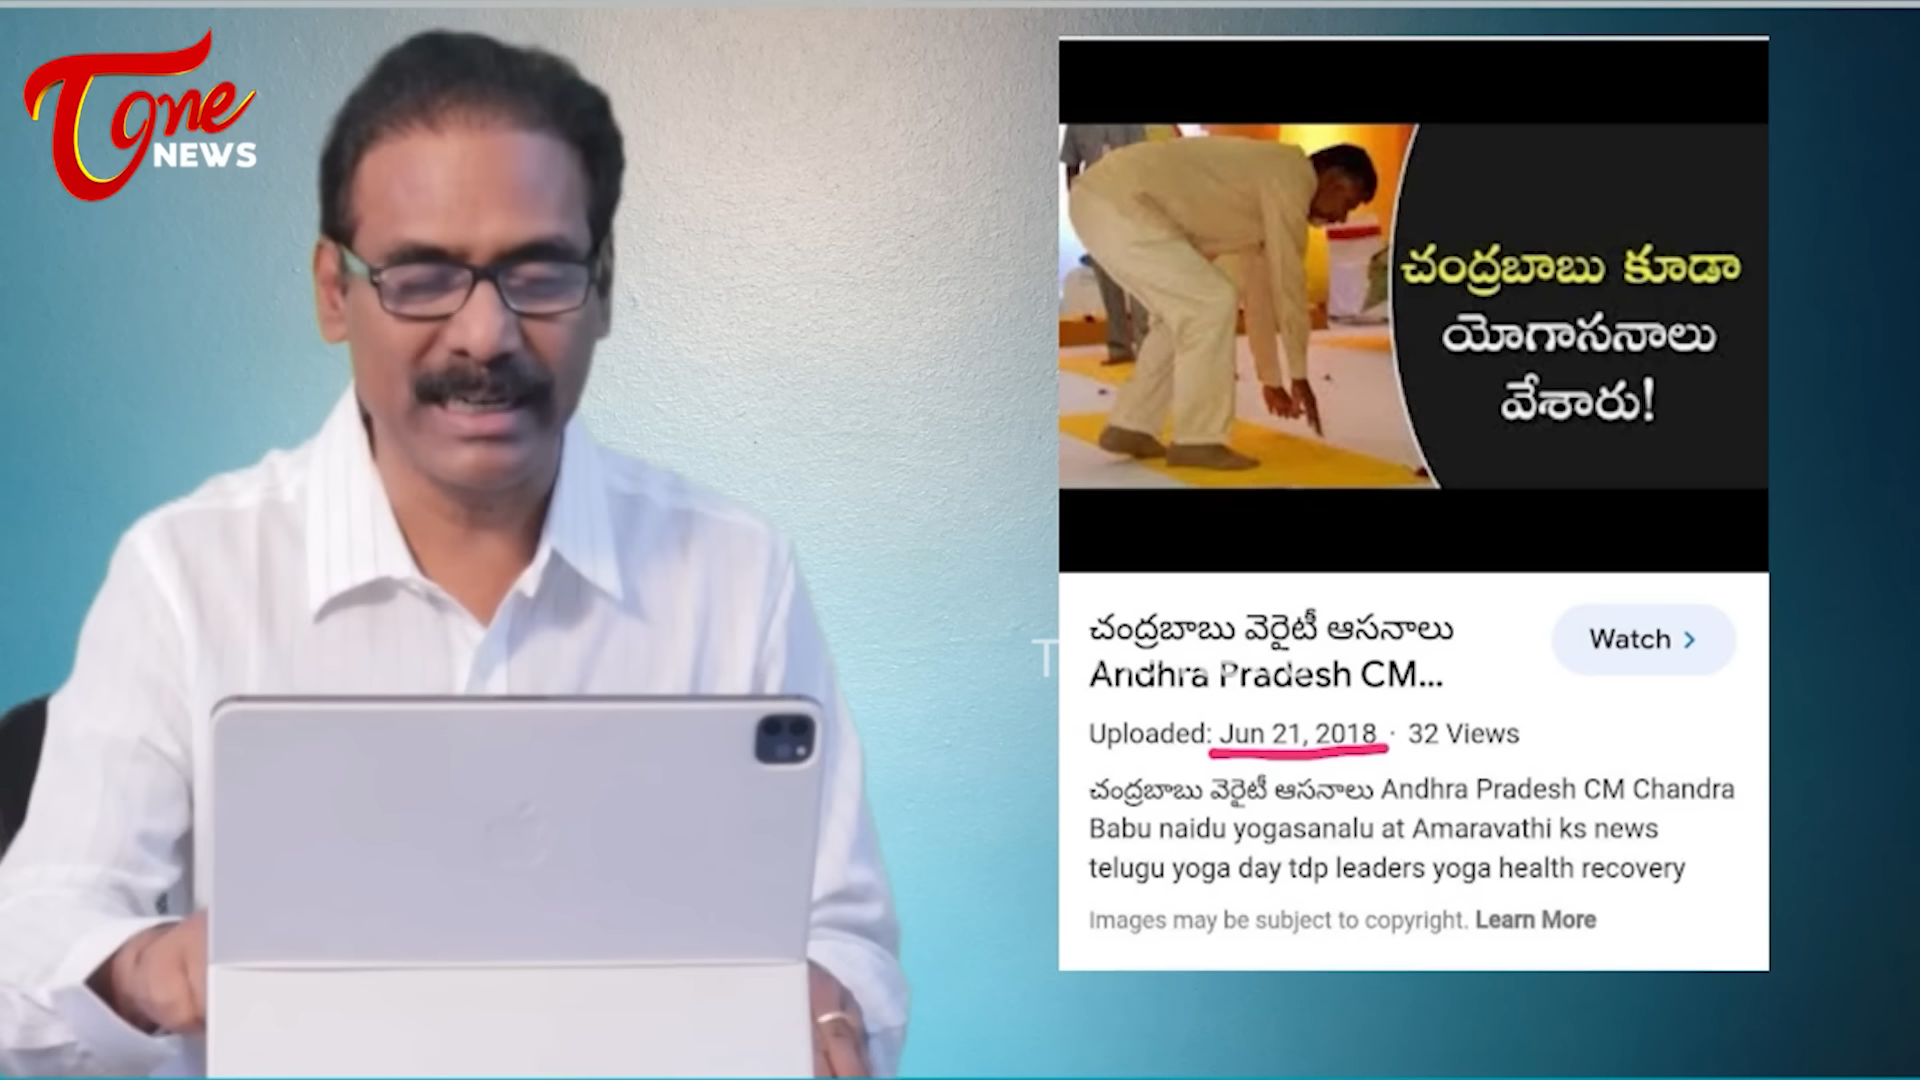 Tone
NEWS
చంద్రబాబు కూడా
యోగాసనాలు
వేశారు!
చంద్రబాబు వెరైటీ ఆసనాలు
Andhra Pradesh CM...
Watch >
Uploaded: Jun 21, 2018 · 32 Views
చంద్రబాబు వెరైటీ ఆసనాలు Andhra Pradesh CM Chandra
Babu naidu yogasanalu at Amaravathi ks news
telugu yoga day tdp leaders yoga health recovery
Images may be subject to copyright. Learn More